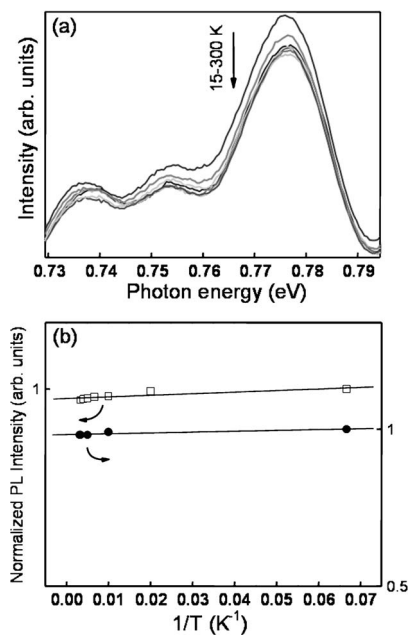 (a)
15-300 K
Intensity (arb. units)
0.73 0.74 0.75 0.76 0.77 0.78 0.79
Photon energy (eV)
(b)
Normalized PL Intensity (arb. units)
1
1
0.5
0.00 0.01 0.02 0.03 0.04 0.05 0.06 0.07
1/T (K⁻¹)